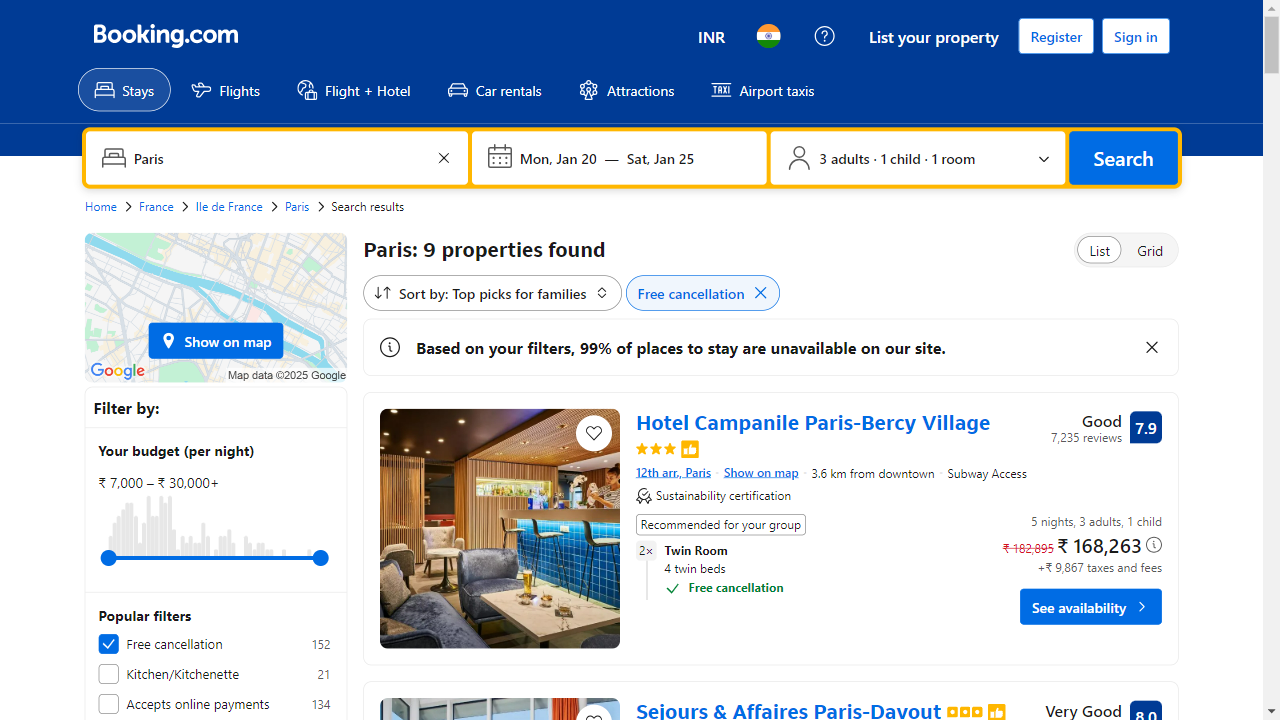 Booking.com
INR
List your property
Register
Sign in
Stays
Flights
Flight + Hotel
Car rentals
Attractions
TAXI
Airport taxis
Paris
Mon, Jan 20 — Sat, Jan 25
3 adults · 1 child · 1 room
Search
Home
France
Ile de France
Paris
Search results
Show on map
Google
Map data ©2025 Google
Filter by:
Your budget (per night)
₹ 7,000 – ₹ 30,000+
Popular filters
Free cancellation 152
Kitchen/Kitchenette 21
Accepts online payments 134
Paris: 9 properties found
List
Grid
Sort by: Top picks for families
Free cancellation
Based on your filters, 99% of places to stay are unavailable on our site.
Hotel Campanile Paris-Bercy Village
Good
7,235 reviews
7.9
12th arr., Paris · Show on map · 3.6 km from downtown · Subway Access
Sustainability certification
Recommended for your group
2× Twin Room
4 twin beds
Free cancellation
5 nights, 3 adults, 1 child
₹ 182,895 ₹ 168,263
+₹ 9,867 taxes and fees
See availability
Sejours & Affaires Paris-Davout
Very Good
8.0